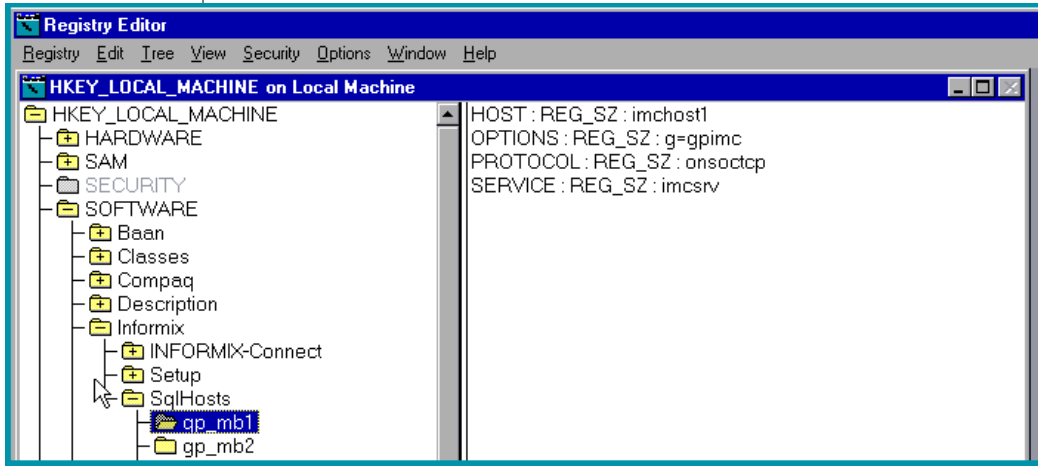 Registry Editor
Registry Edit Tree View Security Options Window Help
HKEY_LOCAL_MACHINE on Local Machine
HKEY_LOCAL_MACHINE
HARDWARE
SAM
SECURITY
SOFTWARE
Baan
Classes
Compaq
Description
Informix
INFORMIX-Connect
Setup
SqlHosts
gp_mb1
gp_mb2
HOST : REG_SZ : imchost1
OPTIONS : REG_SZ : g=gpimc
PROTOCOL : REG_SZ : onsoctcp
SERVICE : REG_SZ : imcsrv